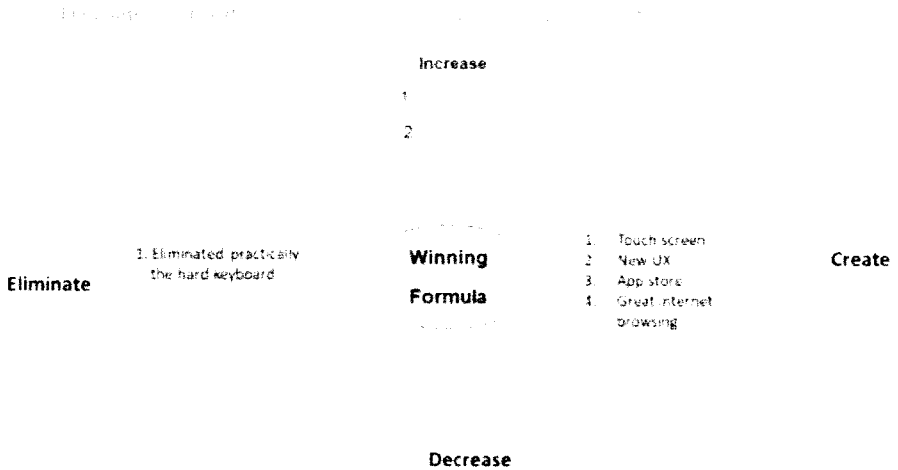 Increase
1
2
1. Eliminated practically
the hard keyboard
Eliminate
Winning
Formula
1. Touch screen
2 New UX
3. App store
4. Great internet
browsing
Create
Decrease